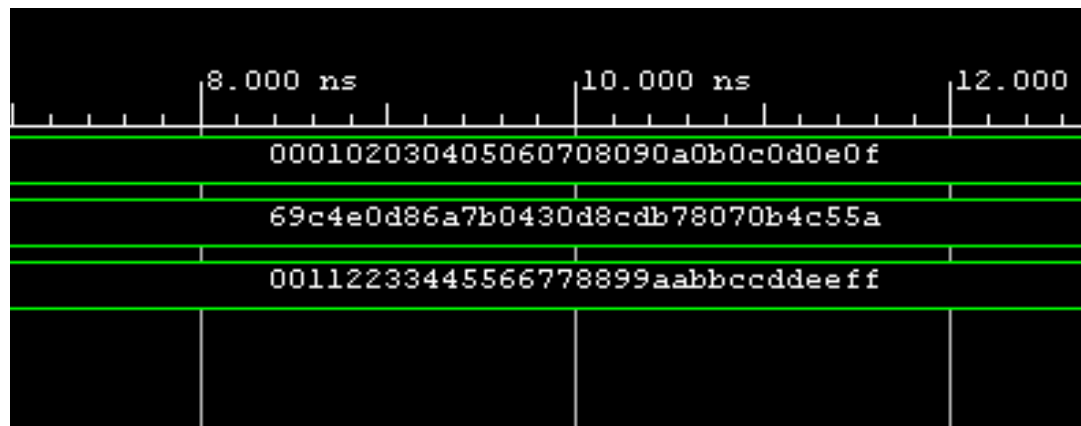 8.000 ns 10.000 ns 12.000
000102030405060708090a0b0c0d0e0f
69c4e0d86a7b0430d8cdb78070b4c55a
00112233445566778899aabbccddeeff